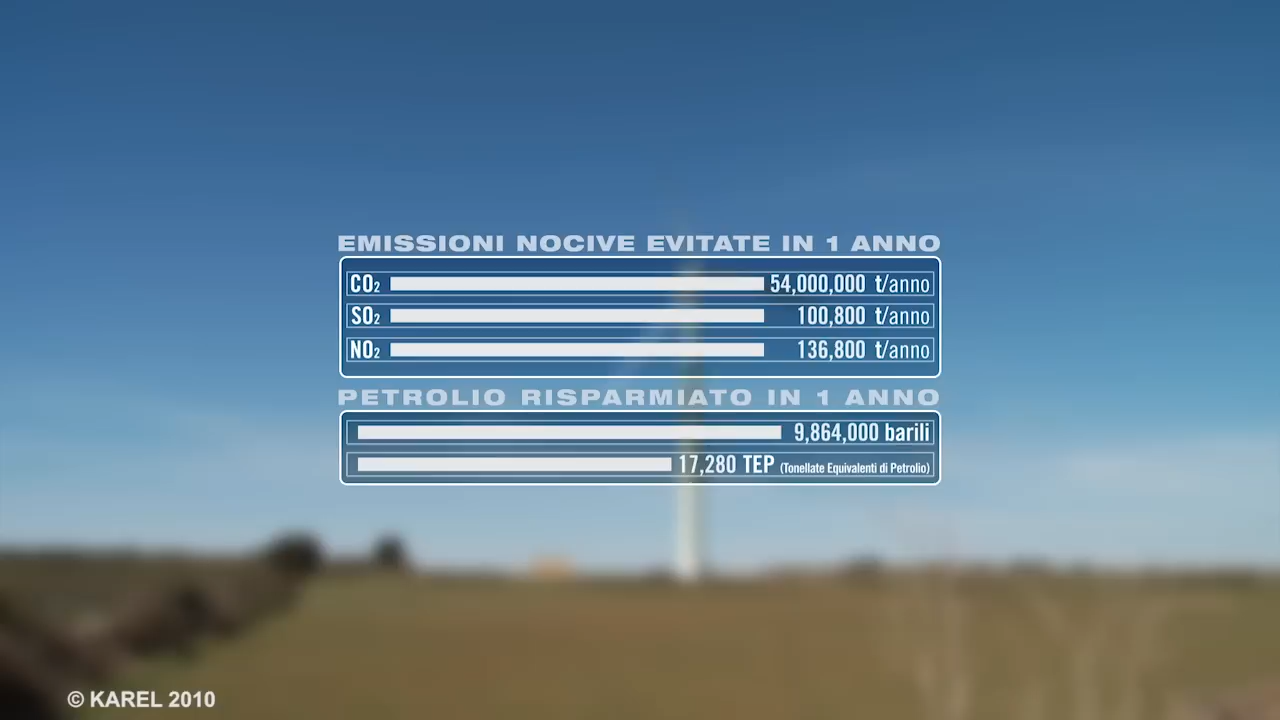 EMISSIONI NOCIVE EVITATE IN 1 ANNO
CO₂ 54,000,000 t/anno
SO₂ 100,800 t/anno
NO₂ 136,800 t/anno
PETROLIO RISPARMIATO IN 1 ANNO
9,864,000 barili
17,280 TEP (Tonellate Equivalenti di Petrolio)
© KAREL 2010